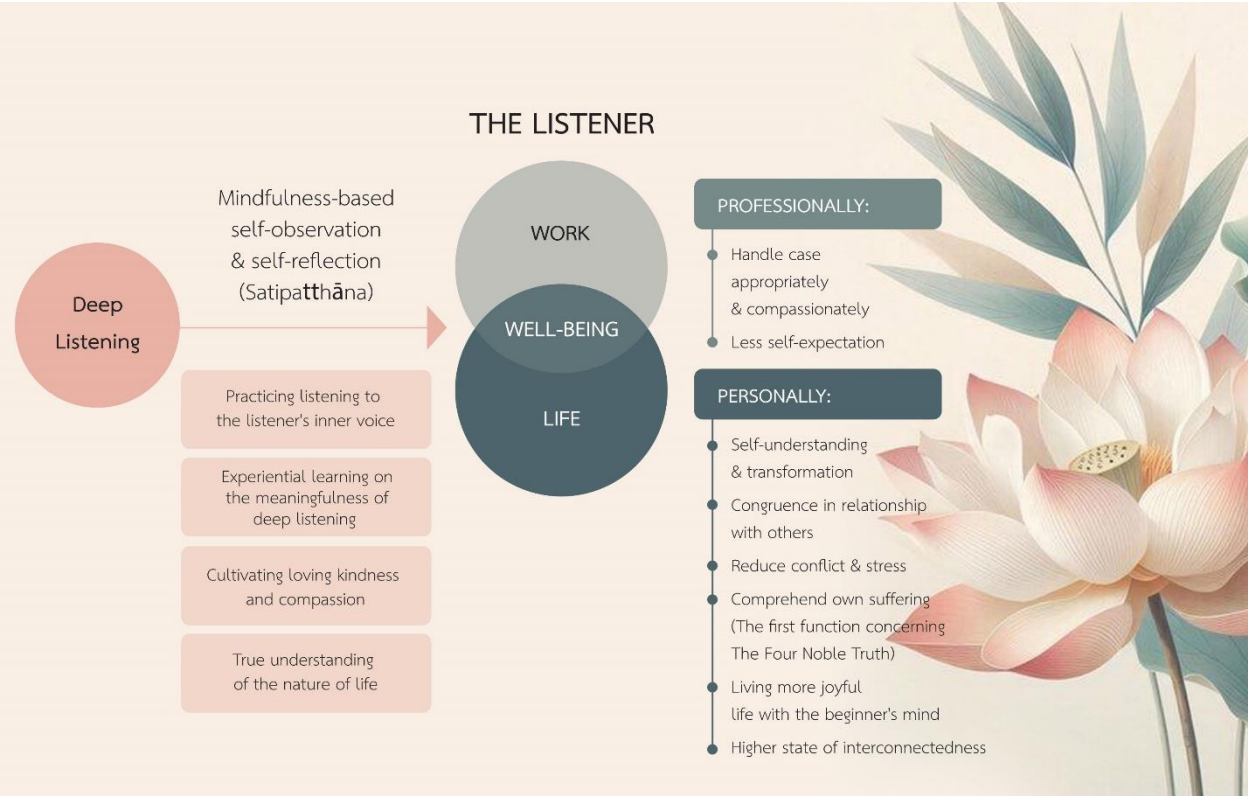 THE LISTENER
Deep
Listening
Mindfulness-based
self-observation
& self-reflection
(Satipatthāna)
Practicing listening to
the listener's inner voice
Experiential learning on
the meaningfulness of
deep listening
Cultivating loving kindness
and compassion
True understanding
of the nature of life
WORK
WELL-BEING
LIFE
PROFESSIONALLY:
Handle case
appropriately
& compassionately
Less self-expectation
PERSONALLY:
Self-understanding
& transformation
Congruence in relationship
with others
Reduce conflict & stress
Comprehend own suffering
(The first function concerning
The Four Noble Truth)
Living more joyful
life with the beginner's mind
Higher state of interconnectedness